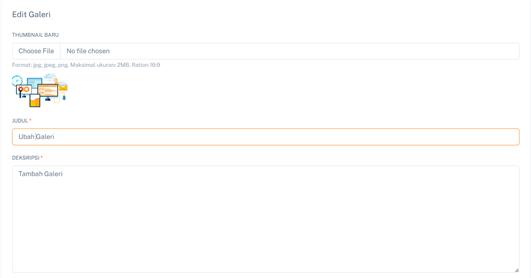 Edit Galeri
THUMBNAIL BARU
Choose File No file chosen
Format: jpg, jpeg, png. Maksimal ukuran: 2MB. Ration 16:9
JUDUL *
Ubah Galeri
DEKSRIPSI *
Tambah Galeri